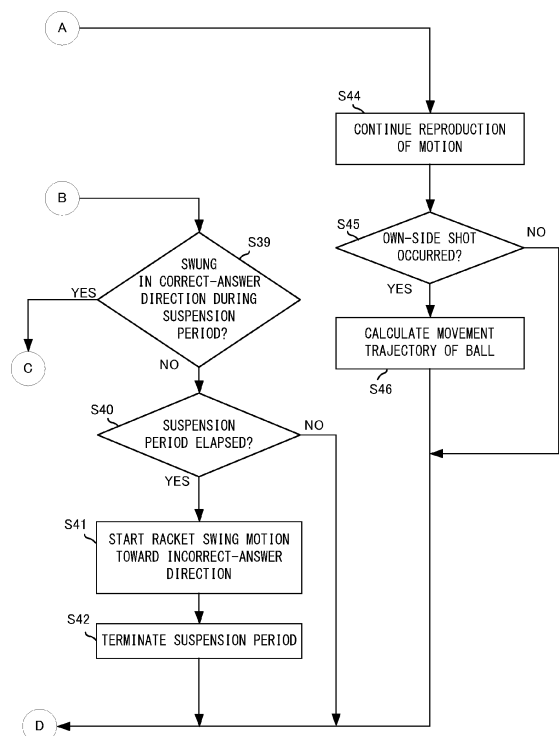 A
S44
CONTINUE REPRODUCTION
OF MOTION
B
S45
OWN-SIDE SHOT
OCCURRED?
NO
YES
S39
SWUNG
IN CORRECT-ANSWER
DIRECTION DURING
SUSPENSION
PERIOD?
YES
C
NO
CALCULATE MOVEMENT
TRAJECTORY OF BALL
S46
S40
SUSPENSION
PERIOD ELAPSED?
NO
YES
S41
START RACKET SWING MOTION
TOWARD INCORRECT-ANSWER
DIRECTION
S42
TERMINATE SUSPENSION PERIOD
D